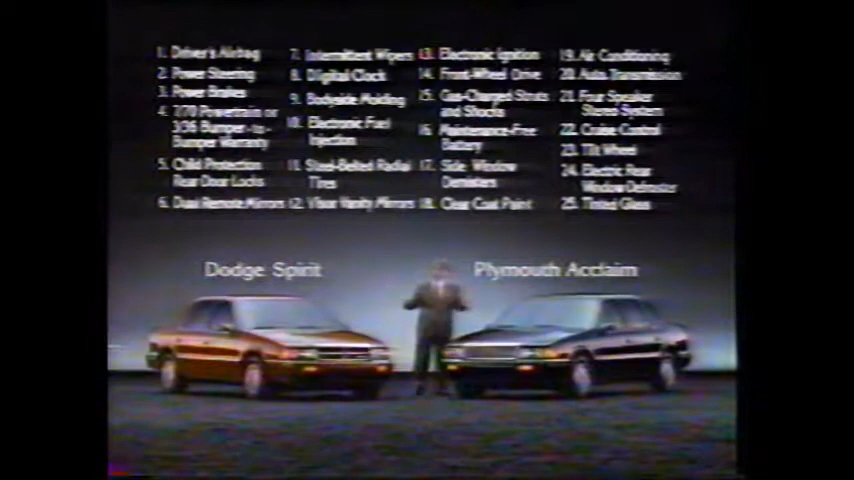 1. Driver's Airbag
2. Power Steering
3. Power Brakes
4. 7/70 Powertrain or
3/36 Bumper-to-
Bumper Warranty
5. Child Protection
Rear Door Locks
6. Dual Remote Mirrors
7. Intermittent Wipers
8. Digital Clock
9. Bodyside Molding
10. Electronic Fuel
Injection
11. Steel-Belted Radial
Tires
12. Visor Vanity Mirrors
13. Electronic Ignition
14. Front-Wheel Drive
15. Gas-Charged Struts
and Shocks
16. Maintenance-Free
Battery
17. Side Window
Demisters
18. Clear Coat Paint
19. Air Conditioning
20. Auto Transmission
21. Four Speaker
Stereo System
22. Cruise Control
23. Tilt Wheel
24. Electric Rear
Window Defroster
25. Tinted Glass
Dodge Spirit
Plymouth Acclaim